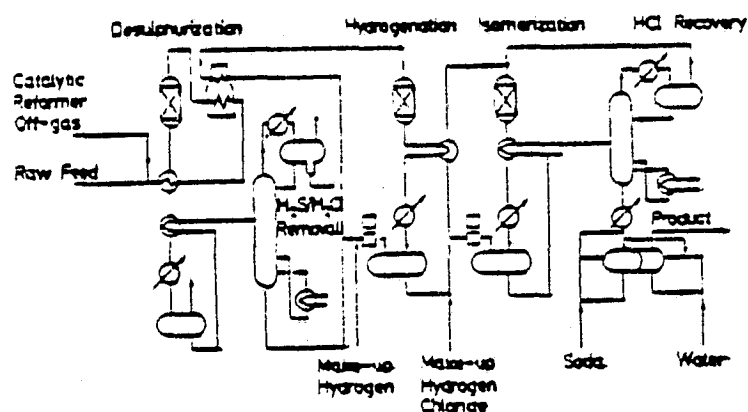 Desulphurization
Hydrogenation
Isomerization
HCl Recovery
Catalytic
Reformer
Off-gas
Raw Feed
H₂S/HCl
Removal
Product
Make-up
Hydrogen
Make-up
Hydrogen
Chloride
Soda
Water